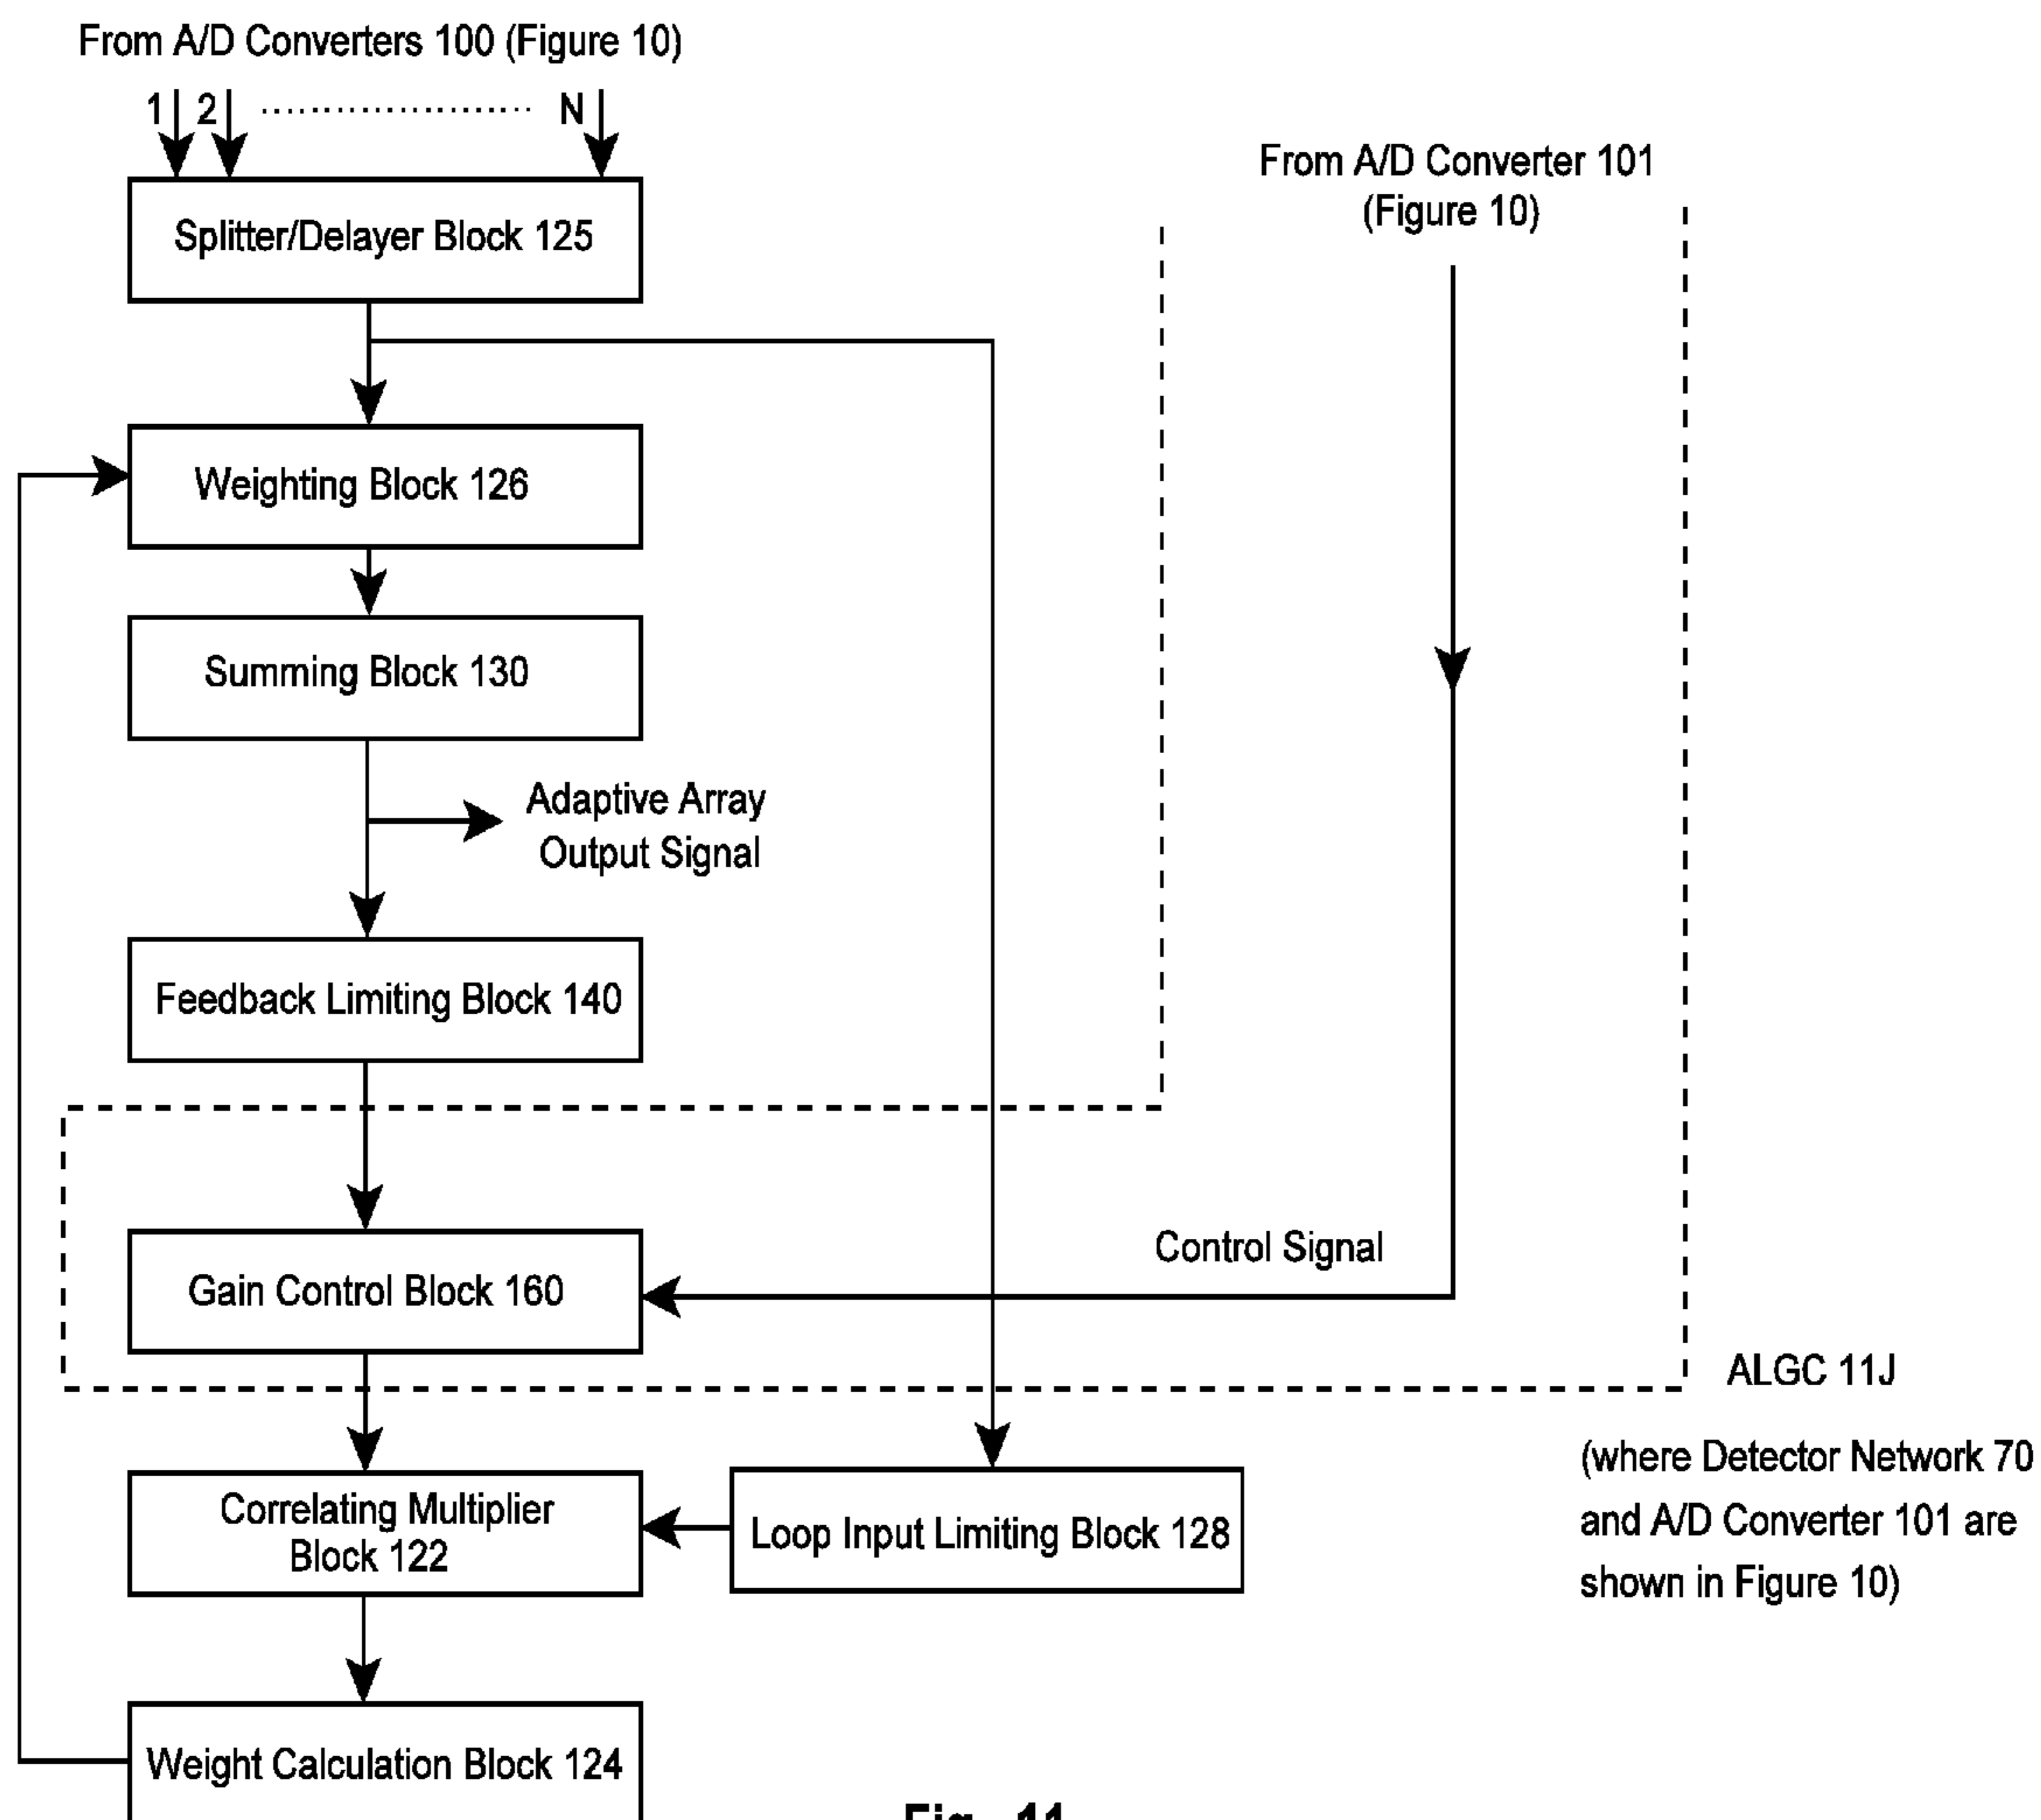 From A/D Converters 100 (Figure 10)
1 2 N
From A/D Converter 101
(Figure 10)
Splitter/Delayer Block 125
Weighting Block 126
Summing Block 130
Adaptive Array
Output Signal
Feedback Limiting Block 140
Control Signal
Gain Control Block 160
ALGC 11J
(where Detector Network 70
and A/D Converter 101 are
shown in Figure 10)
Correlating Multiplier
Block 122
Loop Input Limiting Block 128
Weight Calculation Block 124
Fig. 11